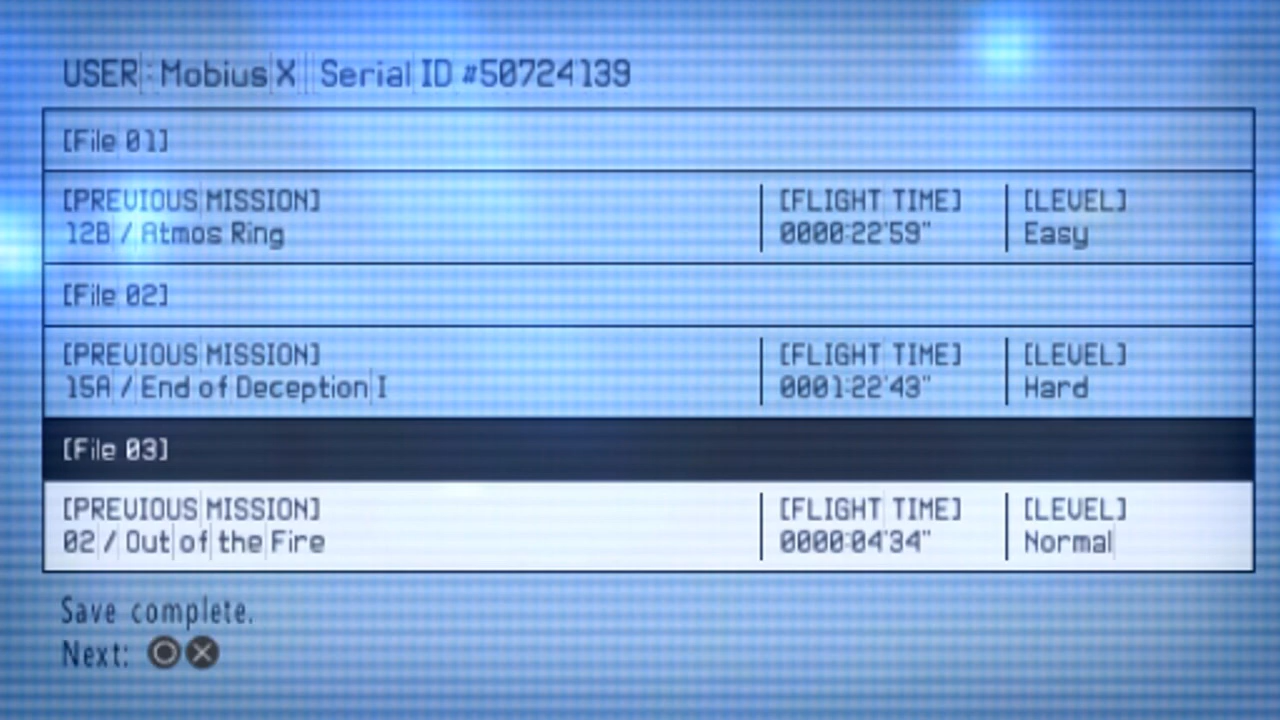 USER : Mobius X  Serial ID #50724139
[File 01]
[PREVIOUS MISSION] [FLIGHT TIME] [LEVEL]
12B / Atmos Ring 0000:22'59" Easy
[File 02]
[PREVIOUS MISSION] [FLIGHT TIME] [LEVEL]
15A / End of Deception I 0001:22'43" Hard
[File 03]
[PREVIOUS MISSION] [FLIGHT TIME] [LEVEL]
02 / Out of the Fire 0000:04'34" Normal
Save complete.
Next: